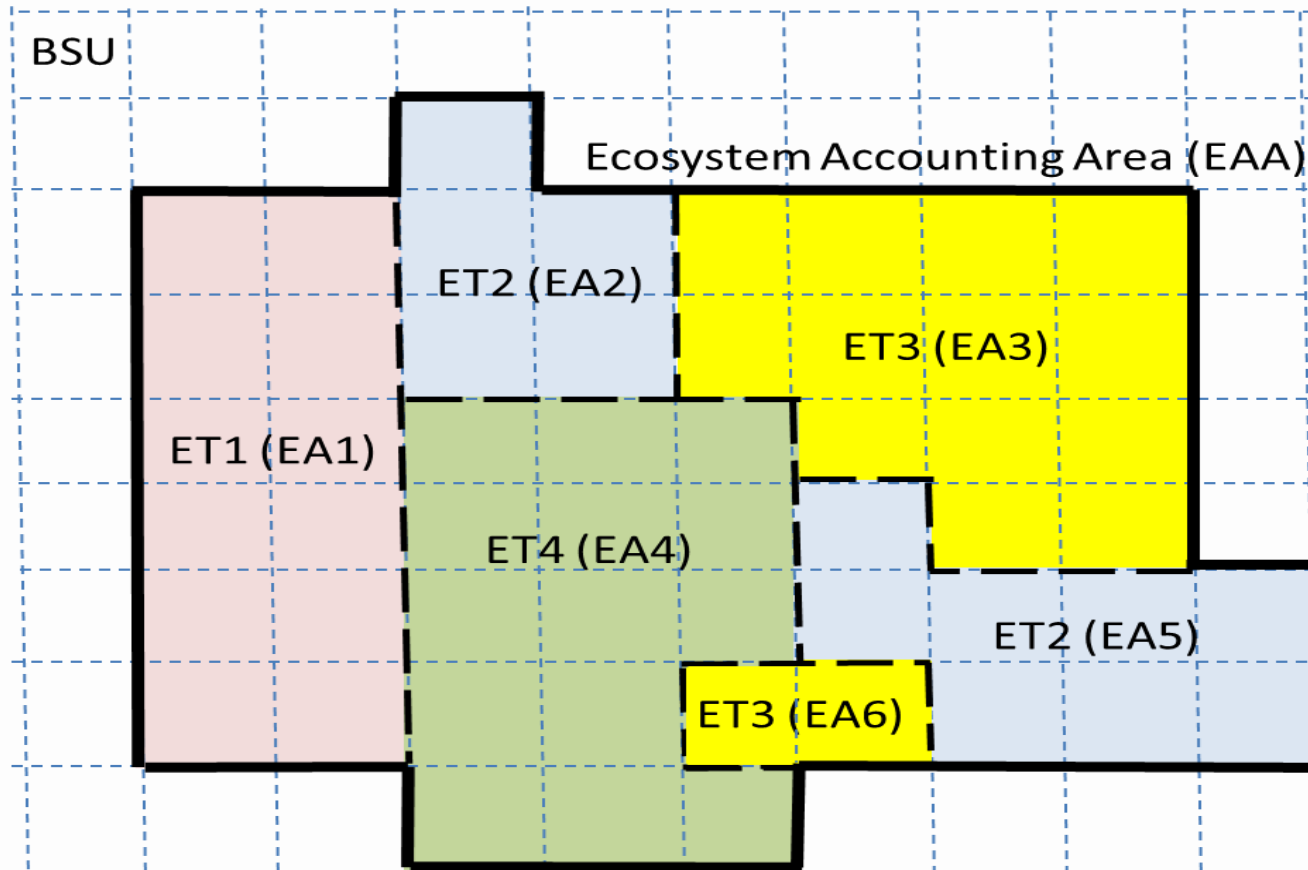 BSU
Ecosystem Accounting Area (EAA)
ET2 (EA2)
ET3 (EA3)
ET1 (EA1)
ET4 (EA4)
ET2 (EA5)
ET3 (EA6)